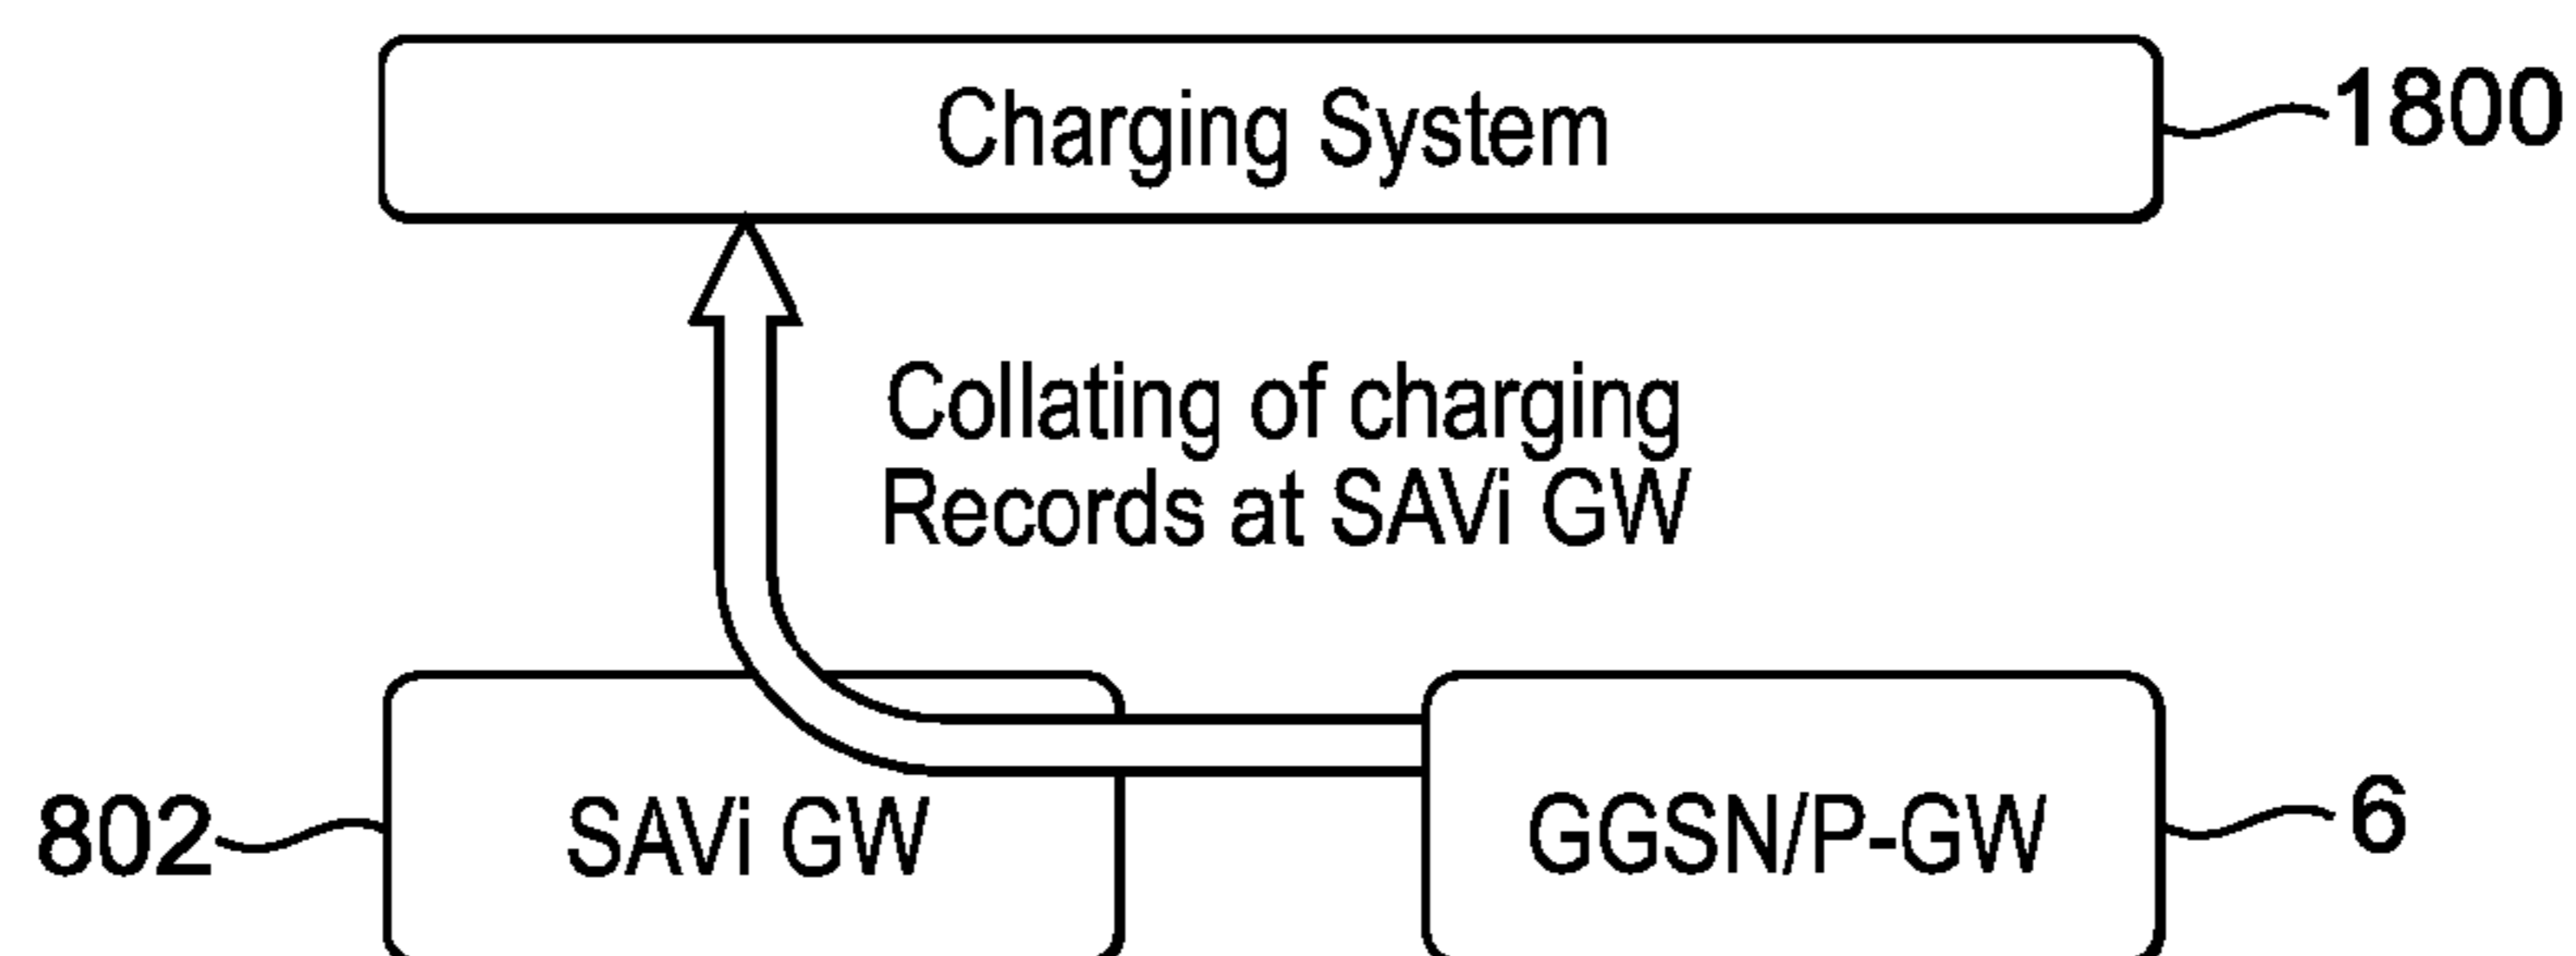 Charging System
1800
Collating of charging
Records at SAVi GW
802
SAVi GW
GGSN/P-GW
6